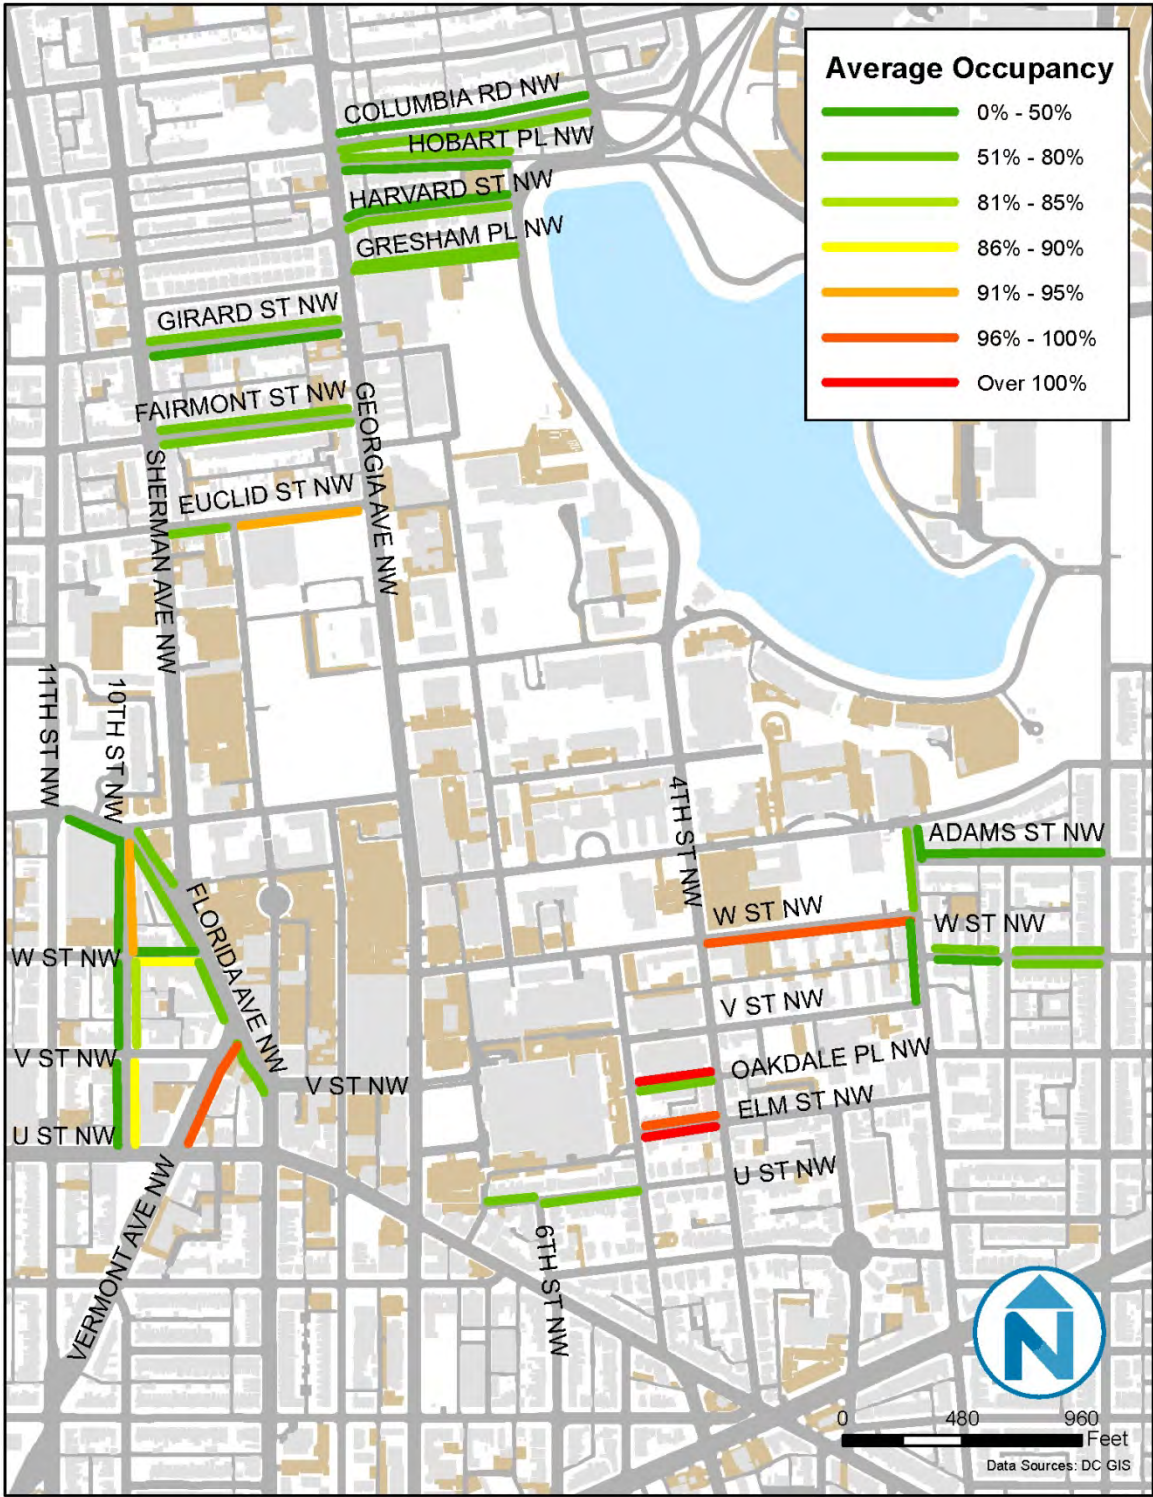 Average Occupancy
0% - 50%
51% - 80%
81% - 85%
86% - 90%
91% - 95%
96% - 100%
Over 100%
COLUMBIA RD NW
HOBART PL NW
HARVARD ST NW
GRESHAM PL NW
GIRARD ST NW
FAIRMONT ST NW
GEORGIA AVE NW
SHERMAN AVE NW
EUCLID ST NW
11TH ST NW
10TH ST NW
4TH ST NW
ADAMS ST NW
FLORIDA AVE NW
W ST NW
W ST NW
W ST NW
V ST NW
V ST NW
V ST NW
OAKDALE PL NW
ELM ST NW
U ST NW
U ST NW
VERMONT AVE NW
6TH ST NW
N
0 480 960
Feet
Data Sources: DC GIS